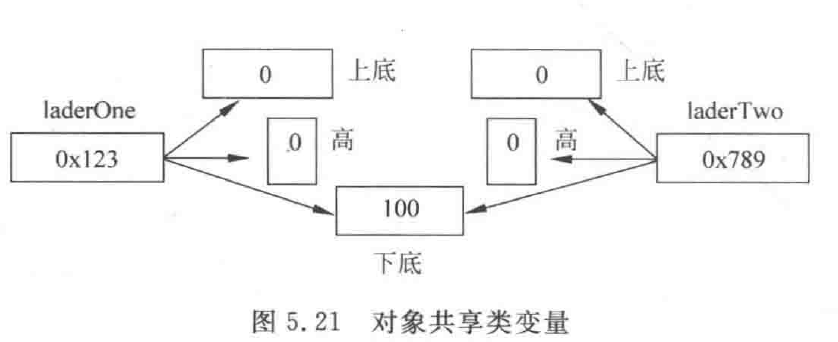 0 上底
0 上底
laderOne
laderTwo
0x123
0 高
0 高
0x789
100
下底
图 5.21 对象共享类变量